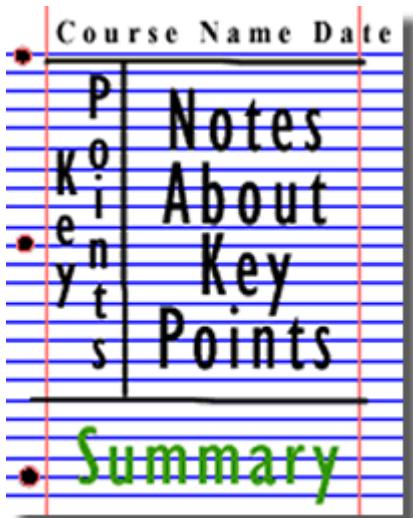 Course Name Date
Key
Points
Notes
About
Key
Points
Summary